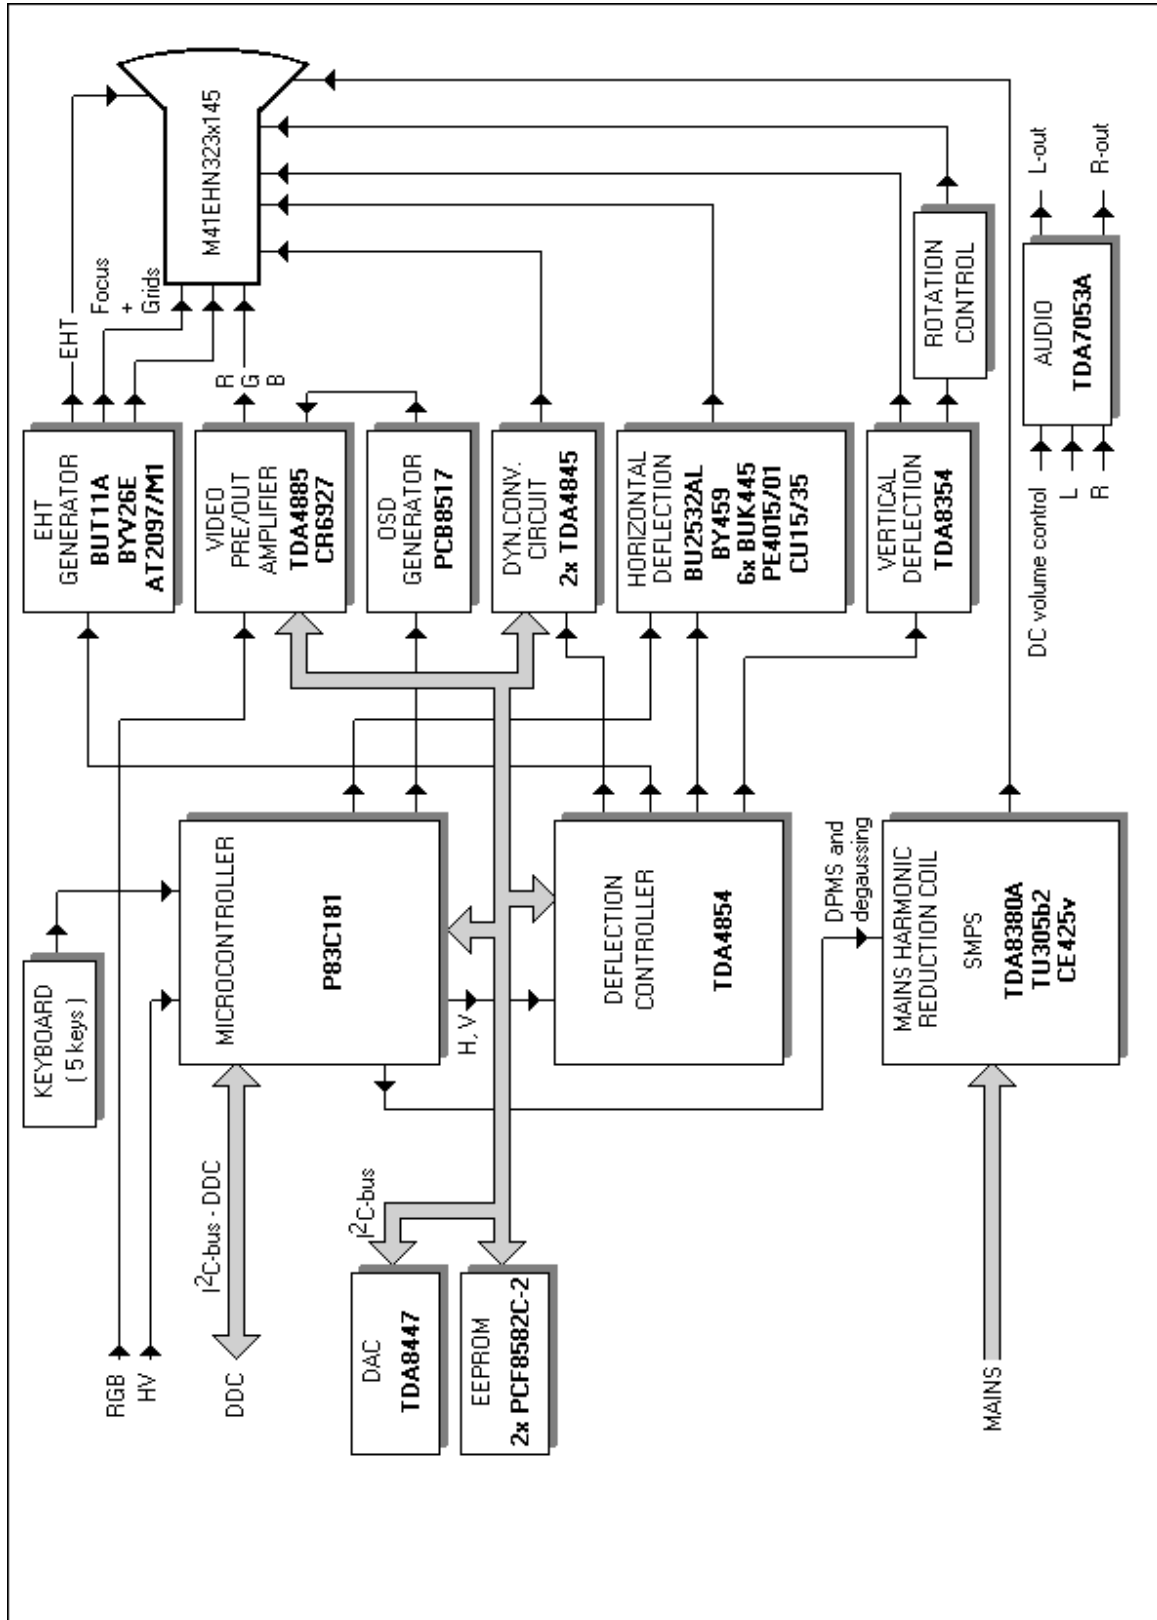 RGB
HV
DDC
I2C-bus - DDC
KEYBOARD
( 5 keys )
MICROCONTROLLER
P83C181
H, V
I2C-bus
DAC
TDA8447
EEPROM
2x PCF8582C-2
DEFLECTION
CONTROLLER
TDA4854
DPMS and
degaussing
MAINS
MAINS HARMONIC
REDUCTION COIL
SMPS
TDA8380A
TU305b2
CE425v
EHT
GENERATOR
BUT11A
BYV26E
AT2097/M1
VIDEO
PRE/OUT
AMPLIFIER
TDA4885
CR6927
OSD
GENERATOR
PCB8517
DYN.CONV.
CIRCUIT
2x TDA4845
HORIZONTAL
DEFLECTION
BU2532AL
BY459
6x BUK445
PE4015/01
CU15/35
VERTICAL
DEFLECTION
TDA8354
ROTATION
CONTROL
EHT
Focus
+
Grids
R
G
B
M41EHN323x145
DC volume control
L
R
AUDIO
TDA7053A
L-out
R-out